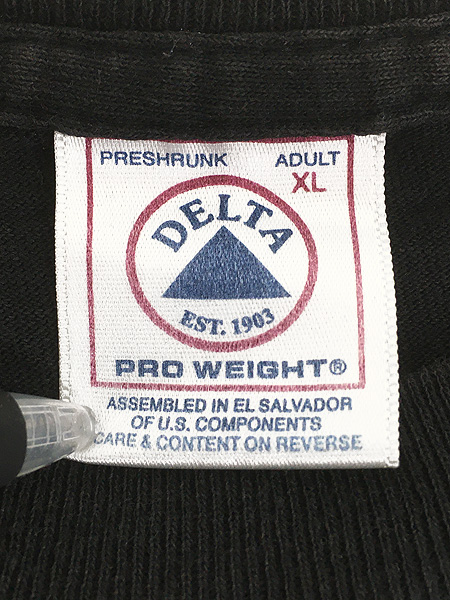 PRESHRUNK ADULT
XL
DELTA
EST. 1903
PRO WEIGHT®
ASSEMBLED IN EL SALVADOR
OF U.S. COMPONENTS
CARE & CONTENT ON REVERSE